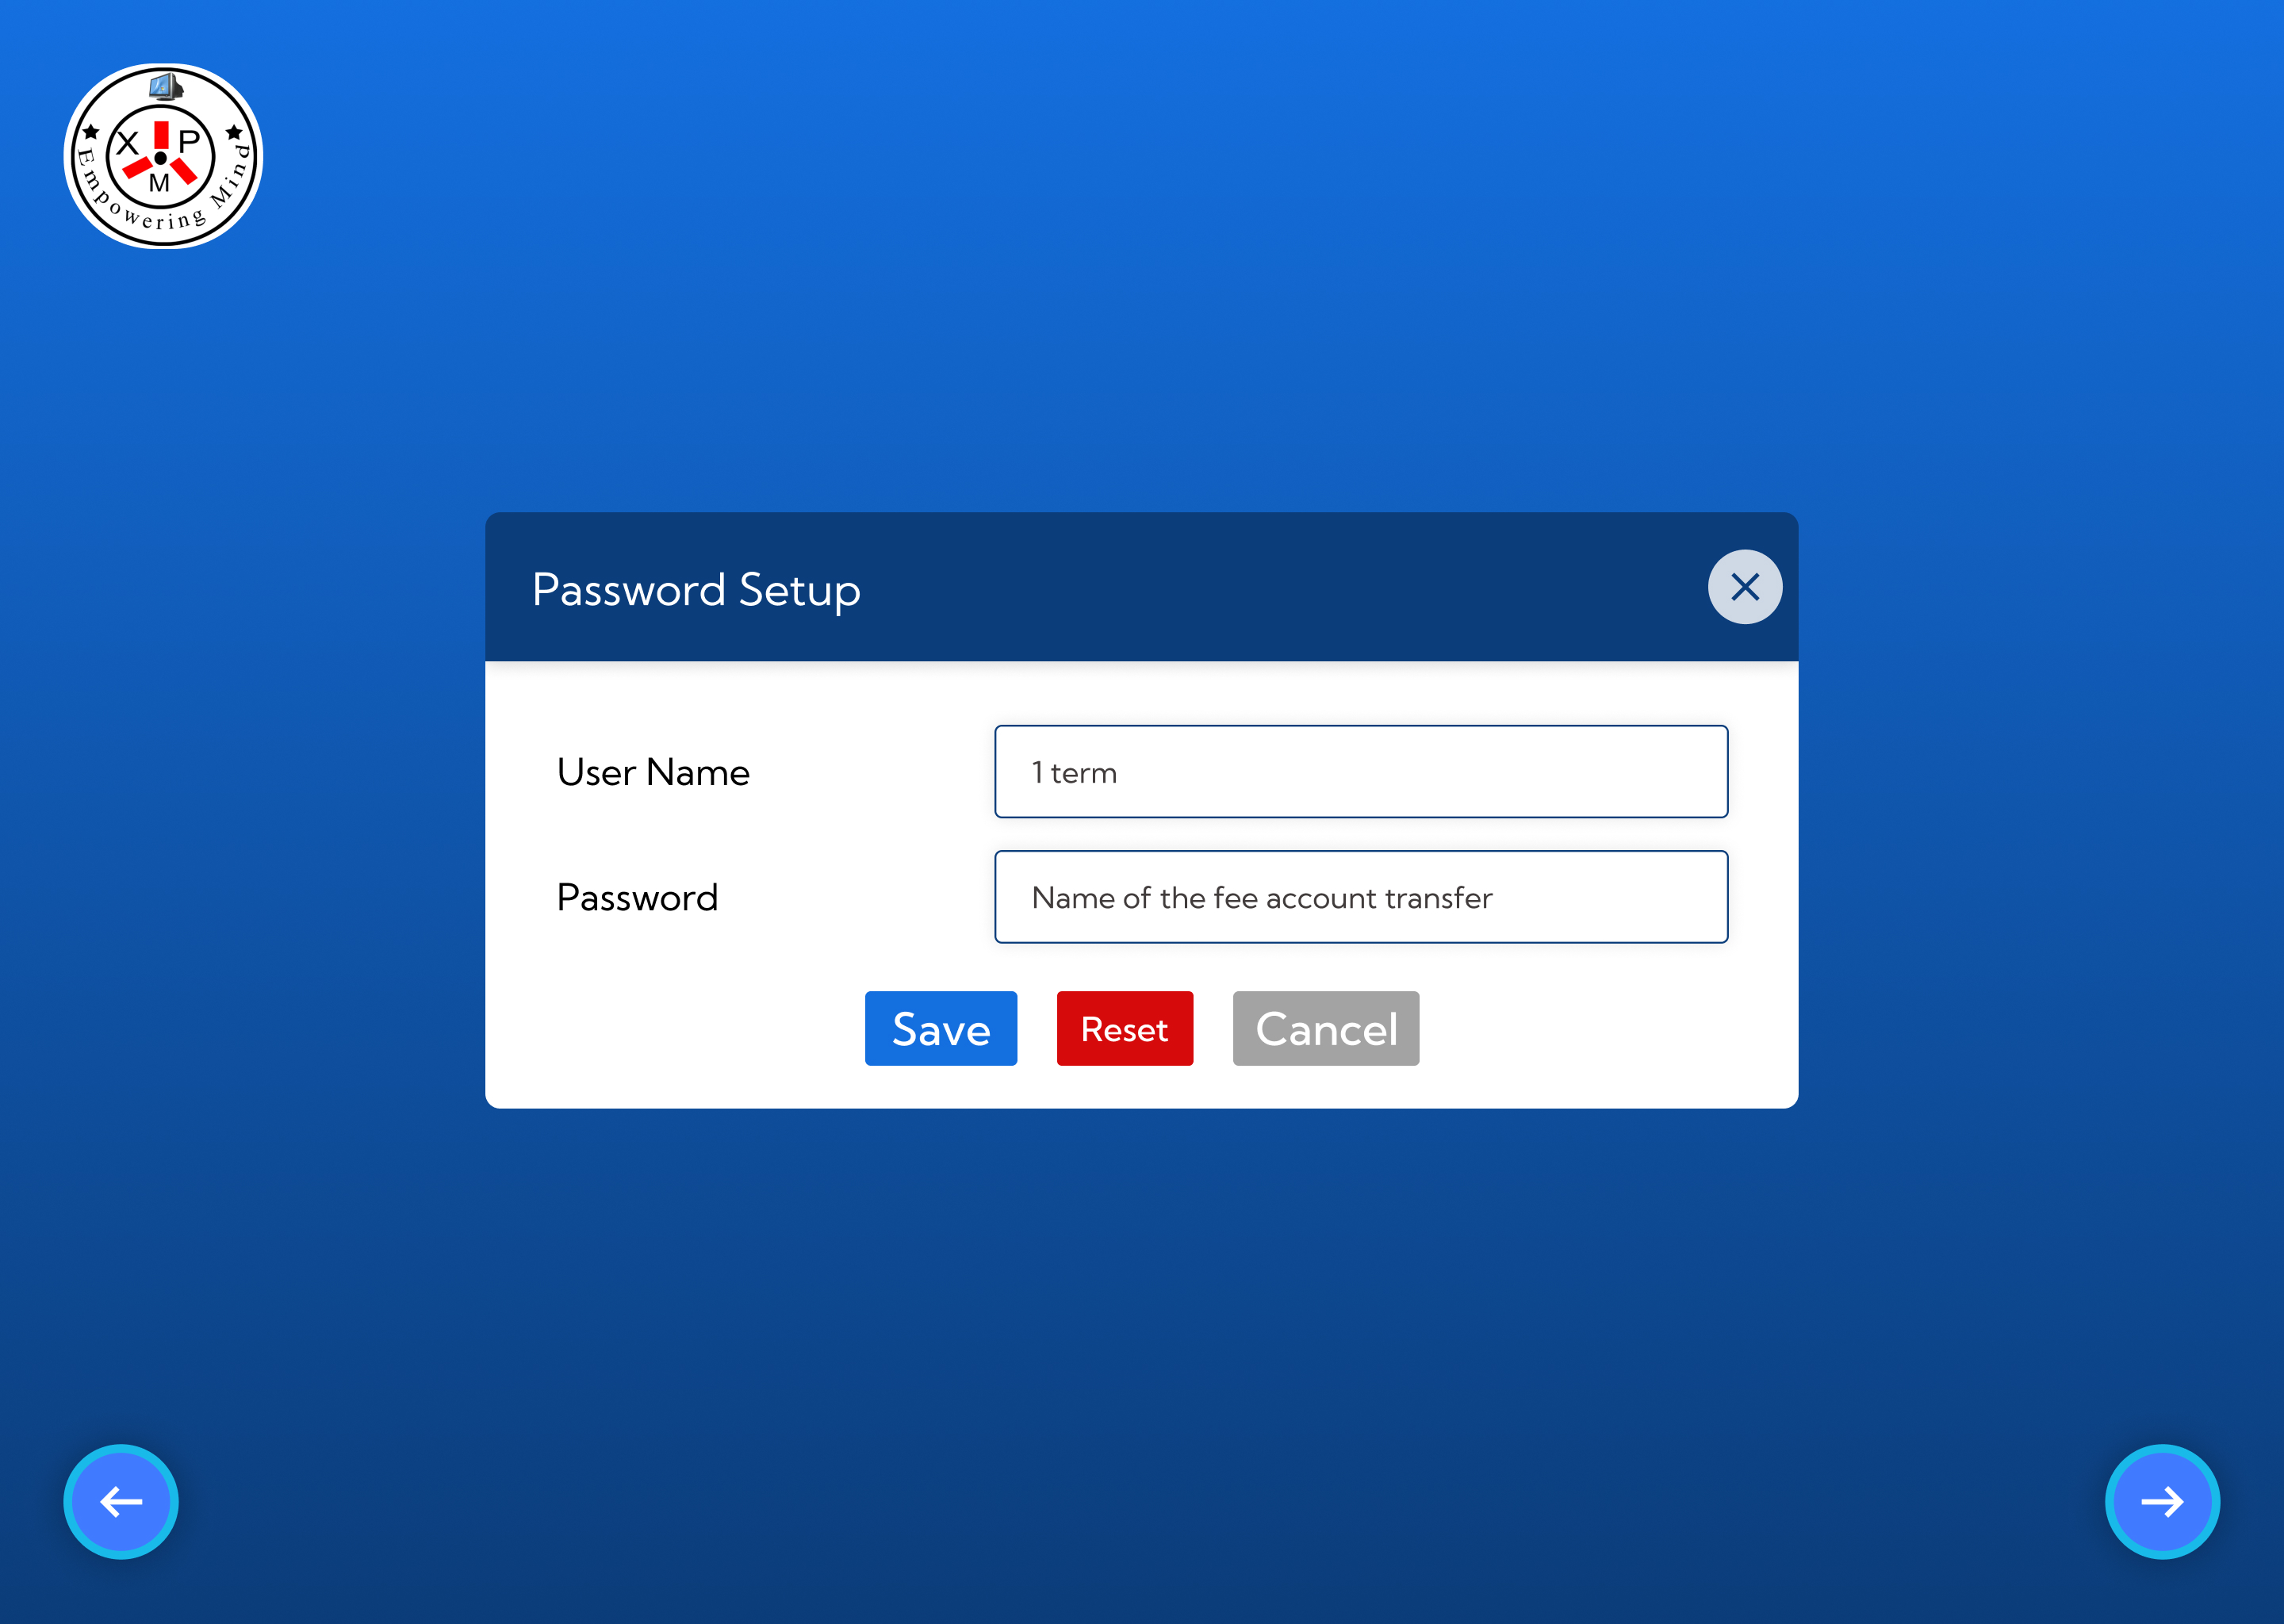 X P
M
Empowering Mind
Password Setup
User Name
1 term
Password
Name of the fee account transfer
Save Reset Cancel